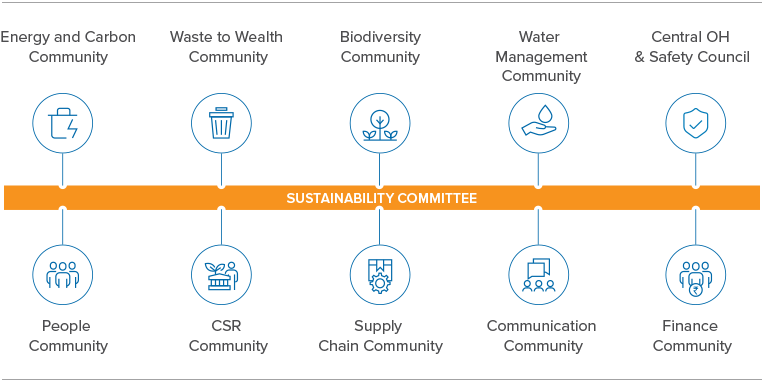 Energy and Carbon
Community
Waste to Wealth
Community
Biodiversity
Community
Water
Management
Community
Central OH
& Safety Council
SUSTAINABILITY COMMITTEE
₹
People
Community
CSR
Community
Supply
Chain Community
Communication
Community
Finance
Community